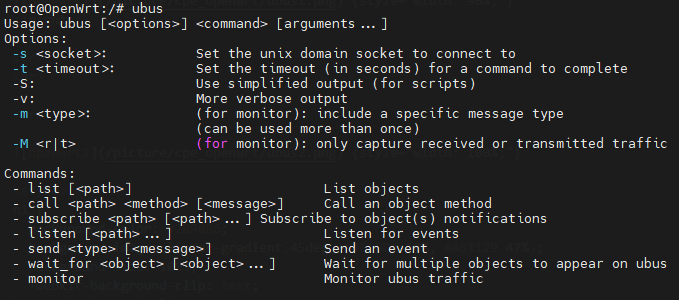 root@OpenWrt:/# ubus
Usage: ubus [<options>] <command> [arguments...]
Options:
-s <socket>: Set the unix domain socket to connect to
-t <timeout>: Set the timeout (in seconds) for a command to complete
-S: Use simplified output (for scripts)
-v: More verbose output
-m <type>: (for monitor): include a specific message type
(can be used more than once)
-M <r|t> (for monitor): only capture received or transmitted traffic
Commands:
- list [<path>] List objects
- call <path> <method> [<message>] Call an object method
- subscribe <path> [<path>...] Subscribe to object(s) notifications
- listen [<path>...] Listen for events
- send <type> [<message>] Send an event
- wait_for <object> [<object>...] Wait for multiple objects to appear on ubus
- monitor Monitor ubus traffic